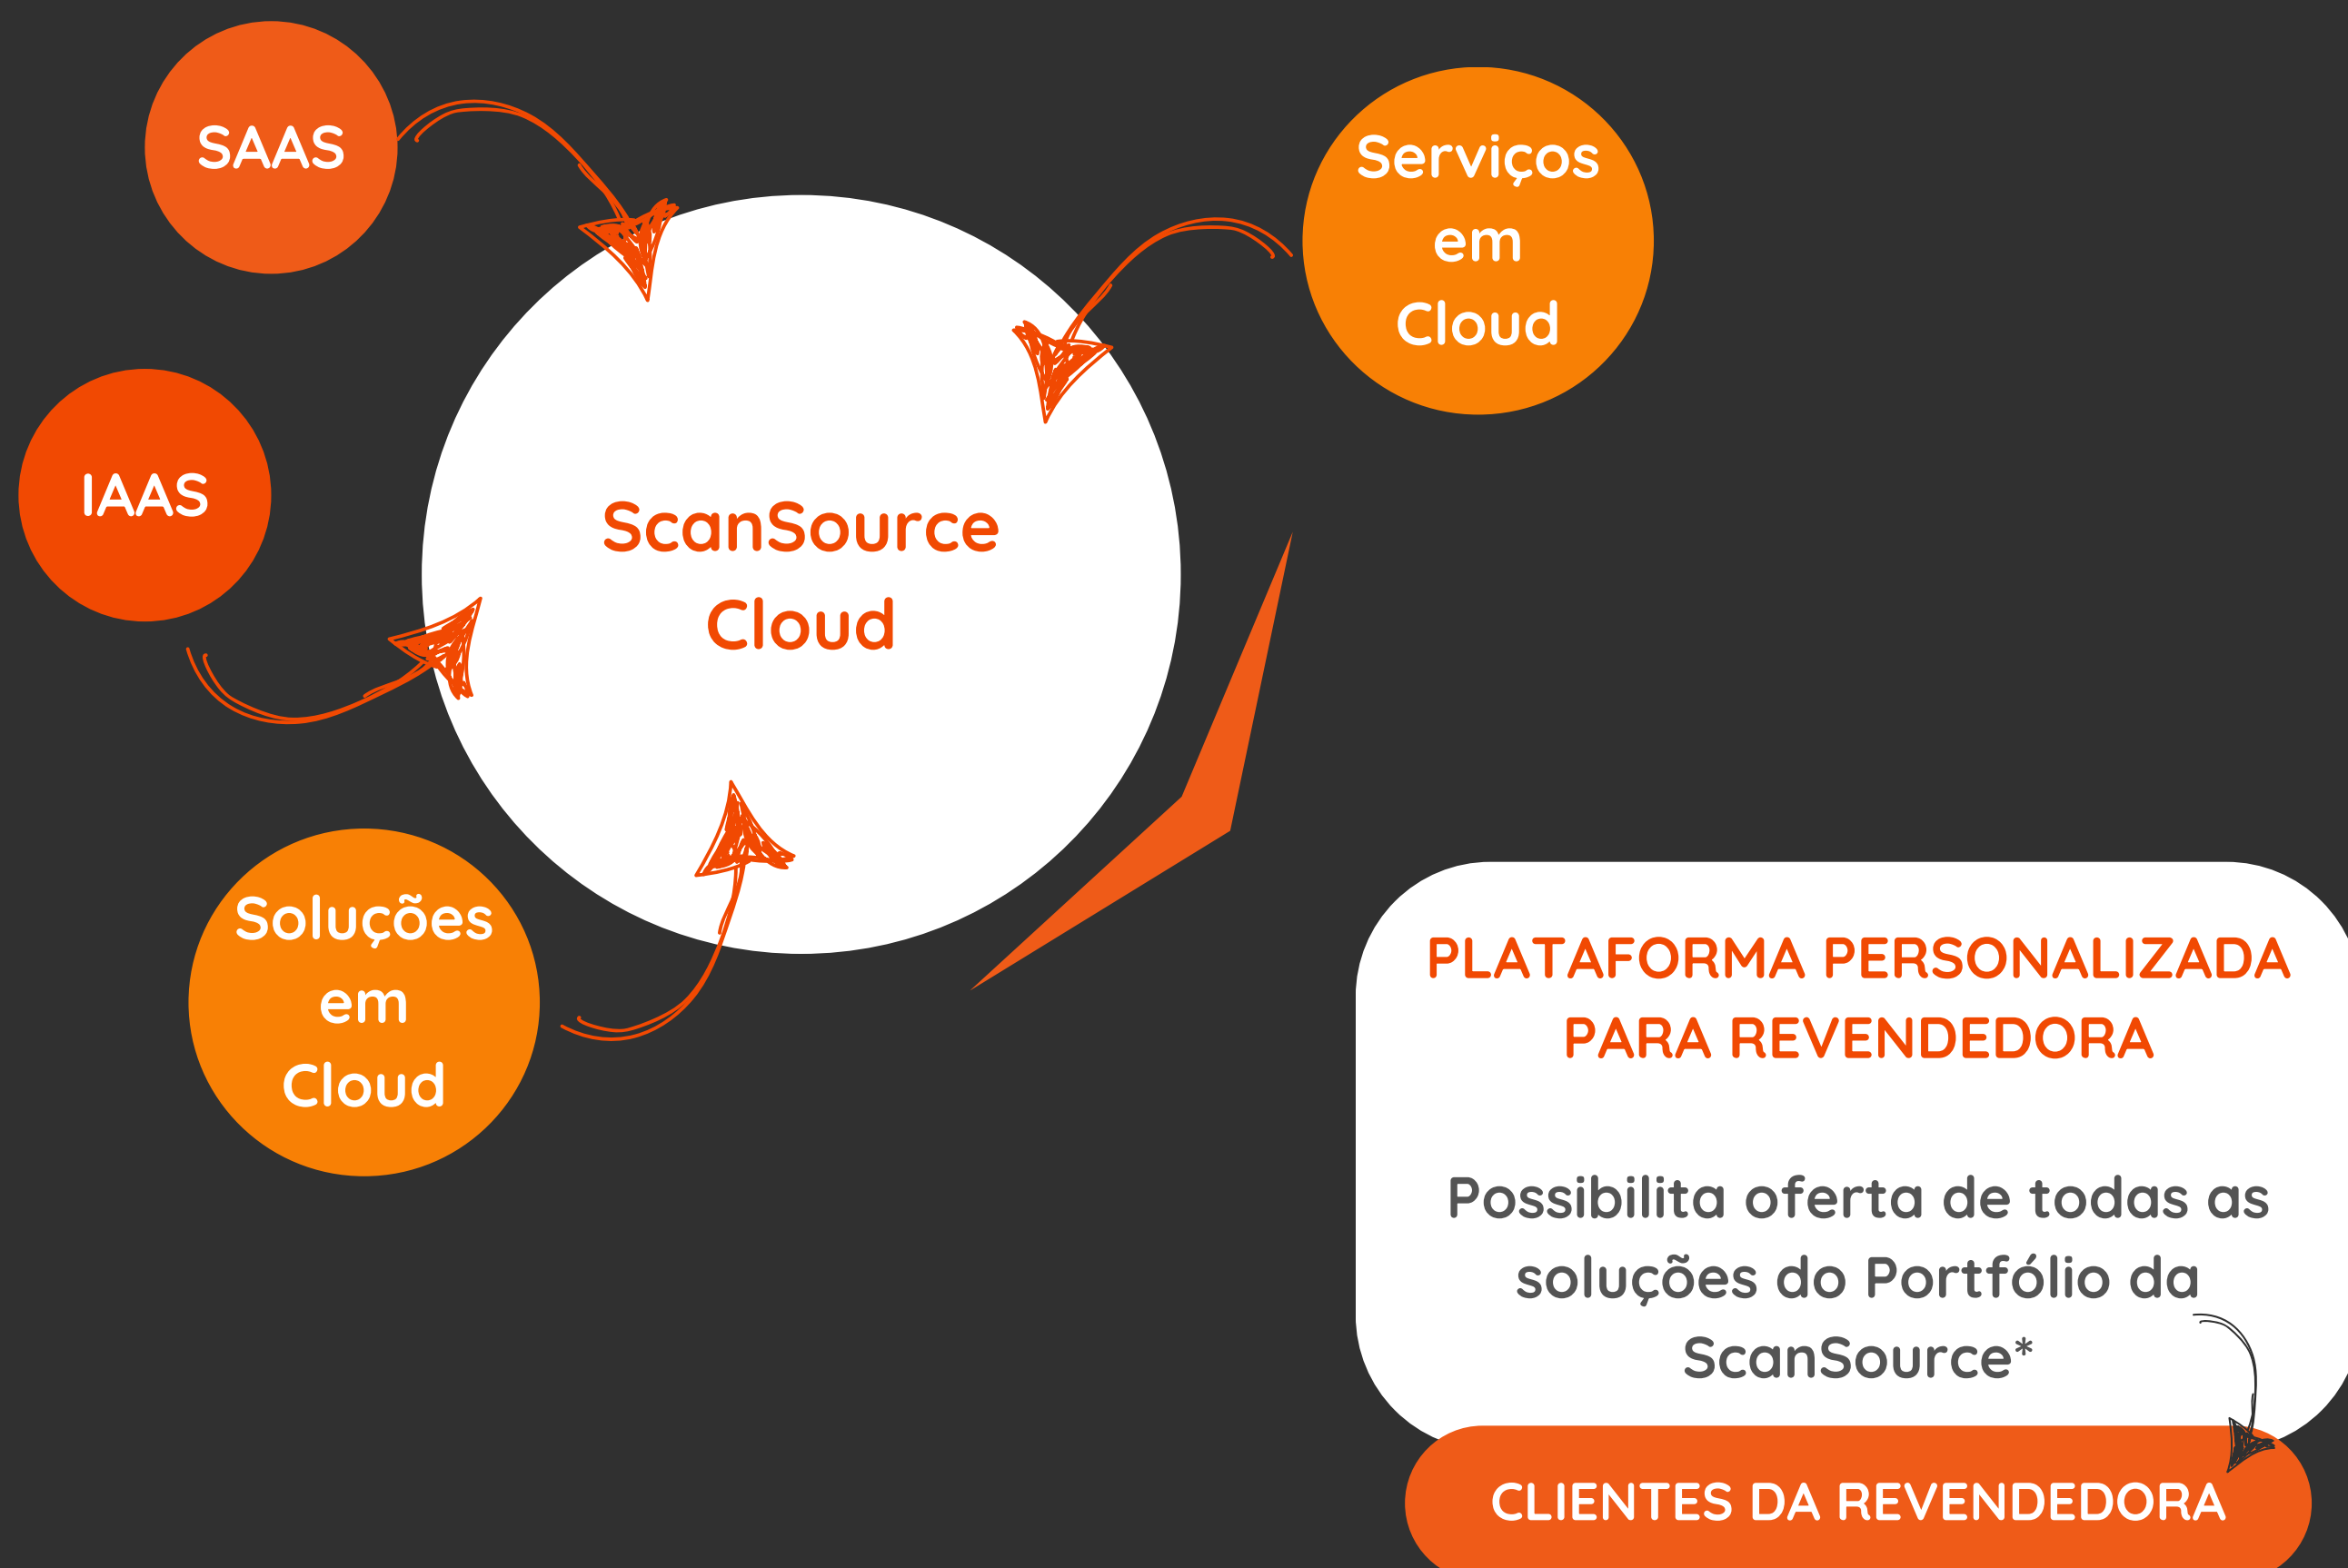 SAAS
Serviços
em
Cloud
IAAS
ScanSource
Cloud
Soluções
em
Cloud
PLATAFORMA PERSONALIZADA
PARA REVENDEDORA
Possibilita oferta de todas as
soluções do Portfólio da
ScanSource*
CLIENTES DA REVENDEDORA